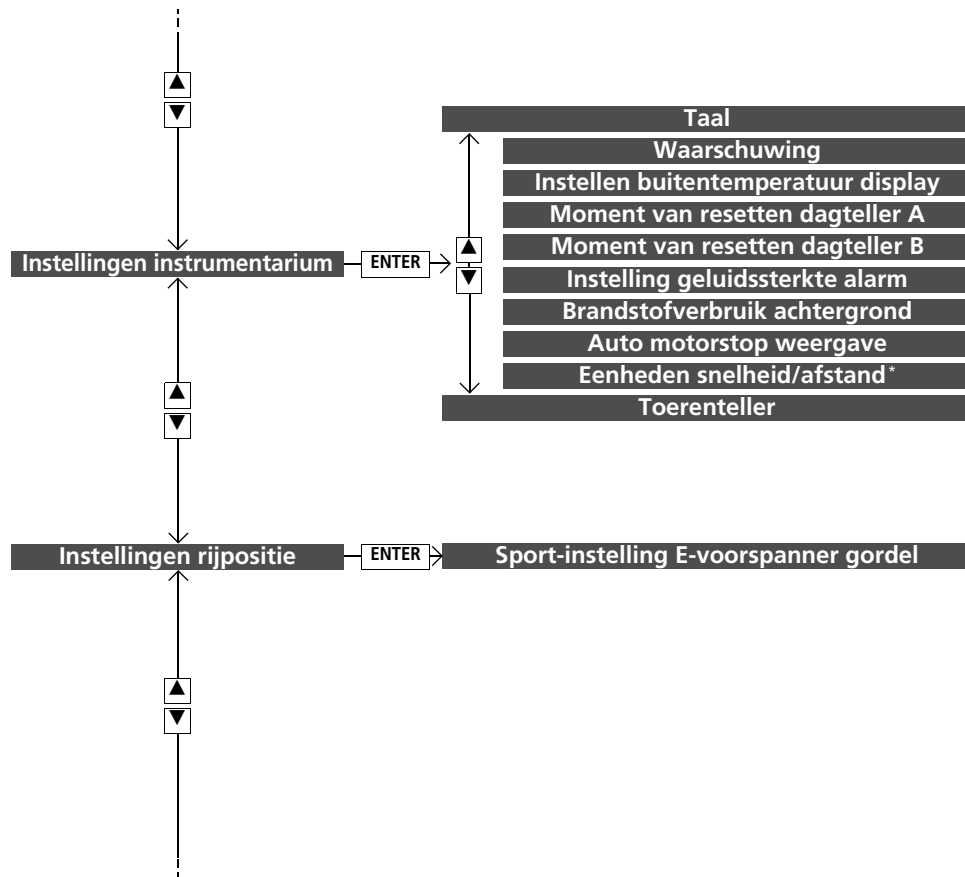 Taal
Waarschuwing
Instellen buitentemperatuur display
Moment van resetten dagteller A
Instellingen instrumentarium
ENTER
▲
▼
Moment van resetten dagteller B
Instelling geluidssterkte alarm
Brandstofverbruik achtergrond
Auto motorstop weergave
Eenheden snelheid/afstand*
Toerenteller
Instellingen rijpositie
ENTER
Sport-instelling E-voorspanner gordel